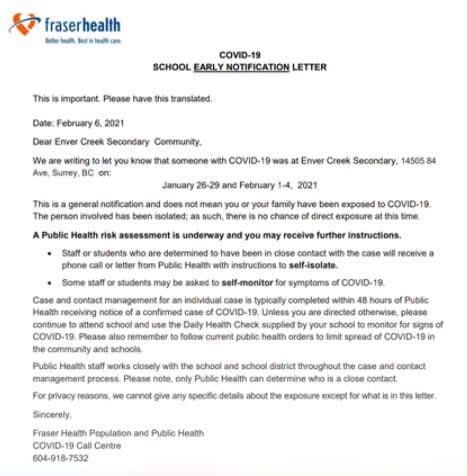 fraserhealth
Better health. Best in health care.
COVID-19
SCHOOL EARLY NOTIFICATION LETTER
This is important. Please have this translated.
Date: February 6, 2021
Dear Enver Creek Secondary Community,
We are writing to let you know that someone with COVID-19 was at Enver Creek Secondary, 14505 84
Ave, Surrey, BC on:
January 26-29 and February 1-4, 2021
This is a general notification and does not mean you or your family have been exposed to COVID-19.
The person involved has been isolated; as such, there is no chance of direct exposure at this time.
A Public Health risk assessment is underway and you may receive further instructions.
• Staff or students who are determined to have been in close contact with the case will receive a
phone call or letter from Public Health with instructions to self-isolate.
• Some staff or students may be asked to self-monitor for symptoms of COVID-19.
Case and contact management for an individual case is typically completed within 48 hours of Public
Health receiving notice of a confirmed case of COVID-19. Unless you are directed otherwise, please
continue to attend school and use the Daily Health Check supplied by your school to monitor for signs of
COVID-19. Please also remember to follow current public health orders to limit spread of COVID-19 in
the community and schools.
Public Health staff works closely with the school and school district throughout the case and contact
management process. Please note, only Public Health can determine who is a close contact.
For privacy reasons, we cannot give any specific details about the exposure except for what is in this letter.
Sincerely,
Fraser Health Population and Public Health
COVID-19 Call Centre
604-918-7532